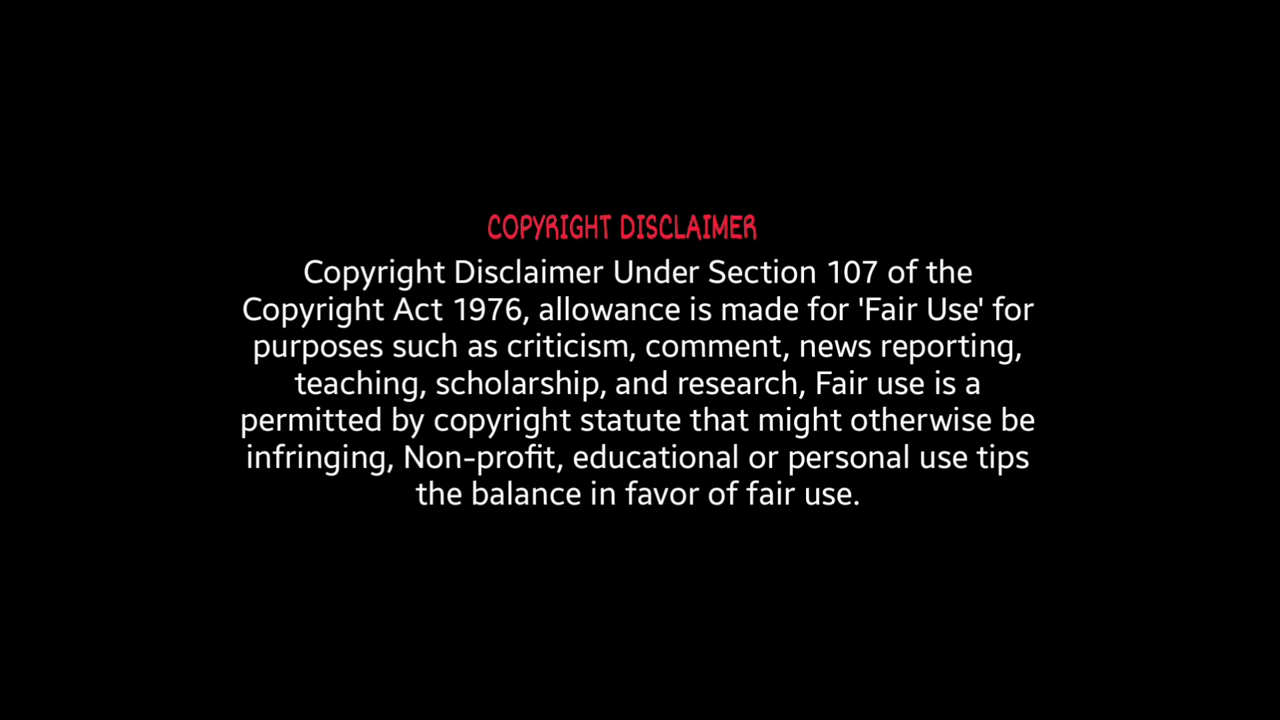 COPYRIGHT DISCLAIMER
Copyright Disclaimer Under Section 107 of the
Copyright Act 1976, allowance is made for 'Fair Use' for
purposes such as criticism, comment, news reporting,
teaching, scholarship, and research, Fair use is a
permitted by copyright statute that might otherwise be
infringing, Non-profit, educational or personal use tips
the balance in favor of fair use.